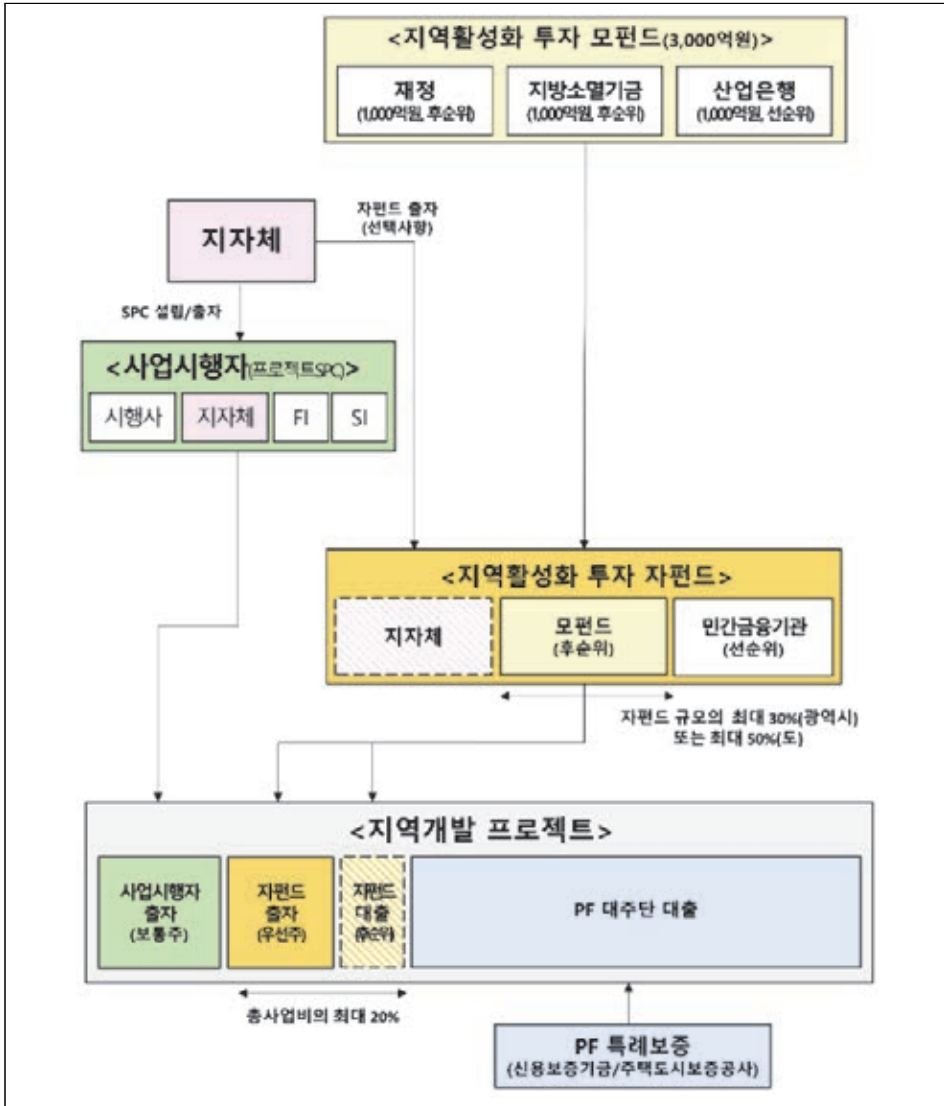 <지역활성화 투자 모펀드(3,000억원)>
재정
(1,000억원, 후순위)
지방소멸기금
(1,000억원, 후순위)
산업은행
(1,000억원, 선순위)
지자체
자펀드 출자
(선택사항)
SPC 설립/출자
<사업시행자(프로젝트SPC)>
시행사
지자체
FI
SI
<지역활성화 투자 자펀드>
지자체
모펀드
(후순위)
민간금융기관
(선순위)
자펀드 규모의 최대 30%(광역시)
또는 최대 50%(도)
<지역개발 프로젝트>
사업시행자
출자
(보통주)
자펀드
출자
(우선주)
자펀드
대출
(후순위)
PF 대주단 대출
총사업비의 최대 20%
PF 특례보증
(신용보증기금/주택도시보증공사)